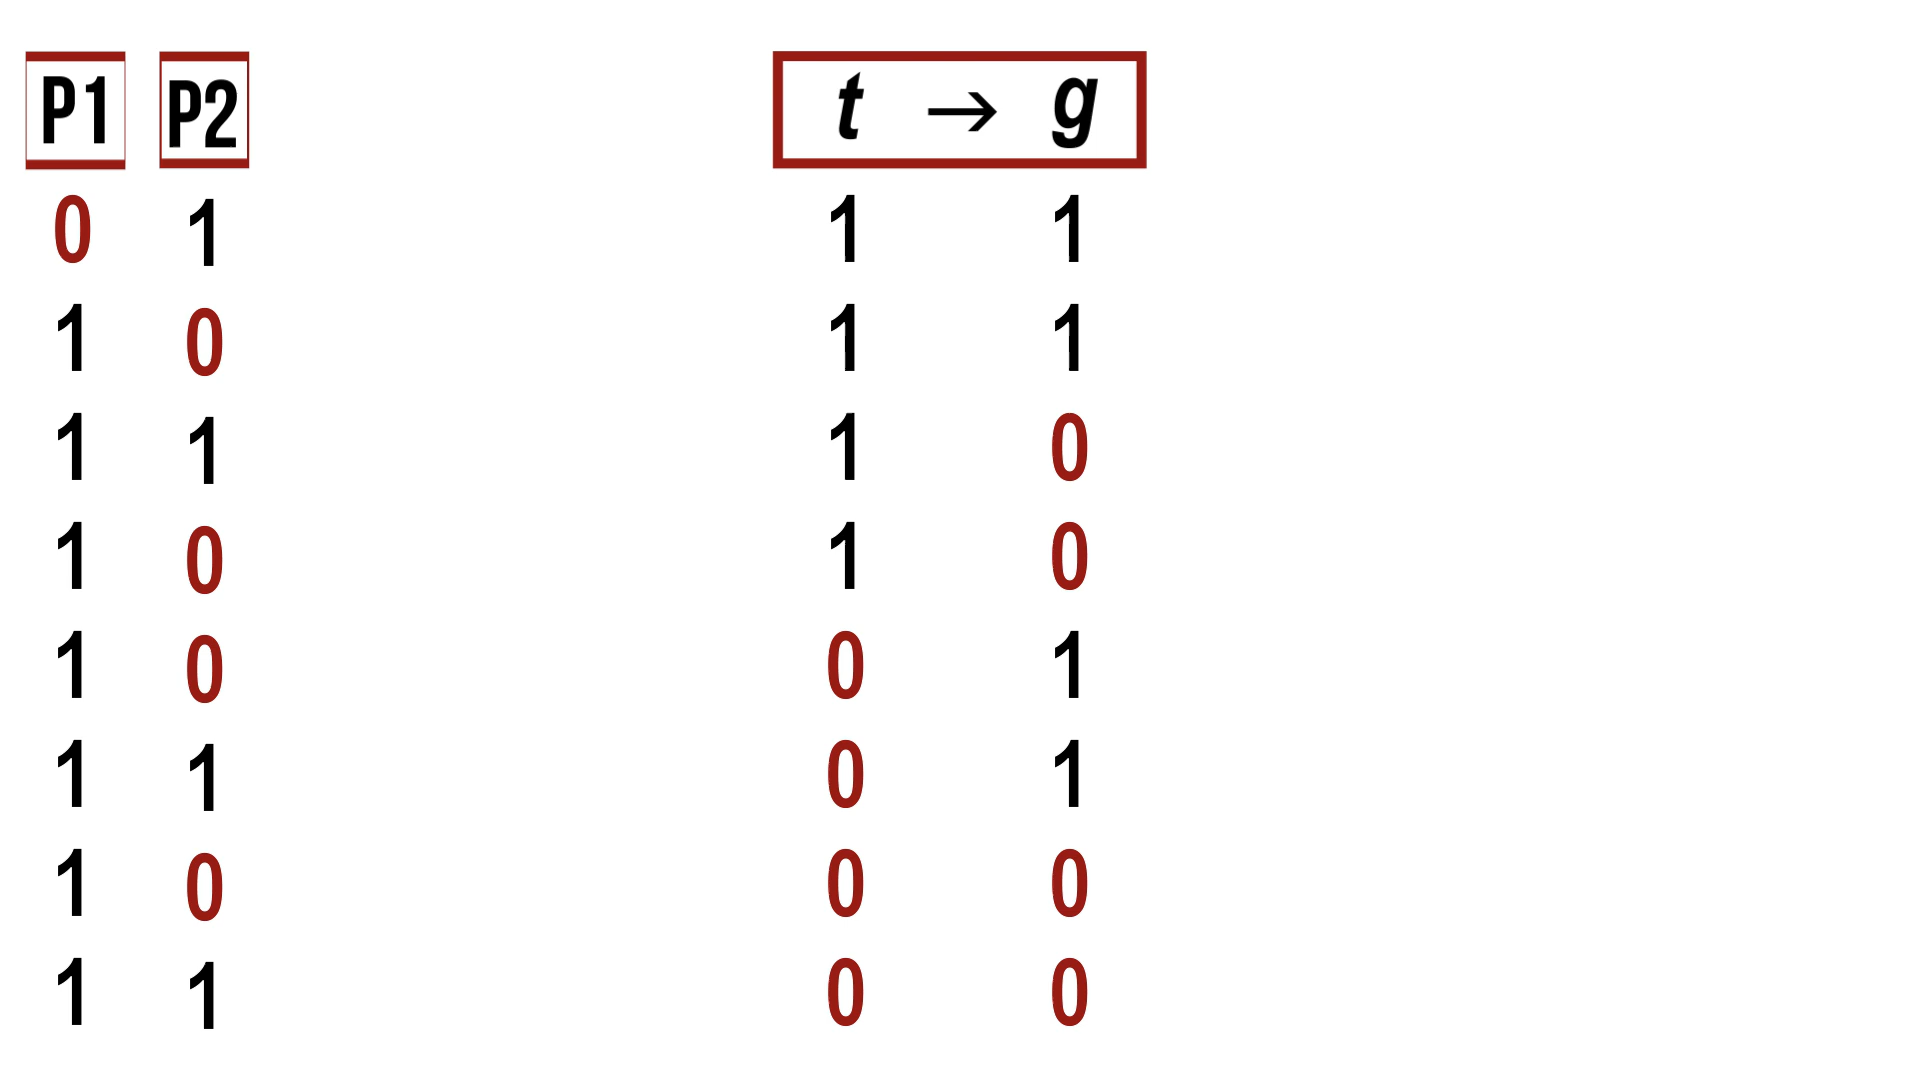 P1 P2 t → g
0 1 1 1
1 0 1 1
1 1 1 0
1 0 1 0
1 0 0 1
1 1 0 1
1 0 0 0
1 1 0 0